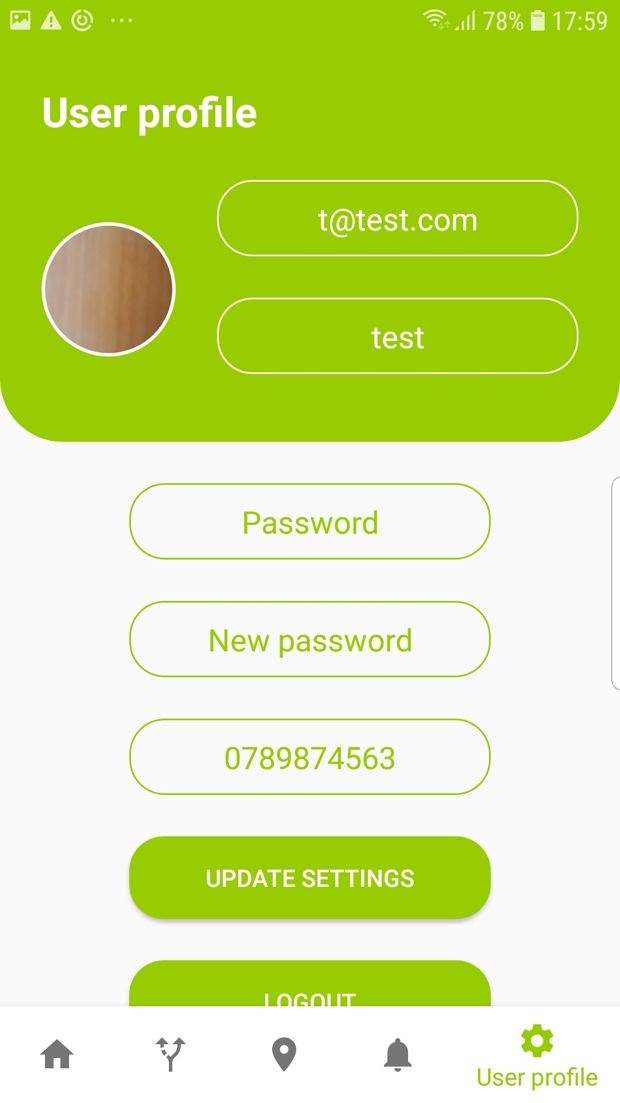 78% 17:59
User profile
t@test.com
test
Password
New password
0789874563
UPDATE SETTINGS
LOGOUT
User profile